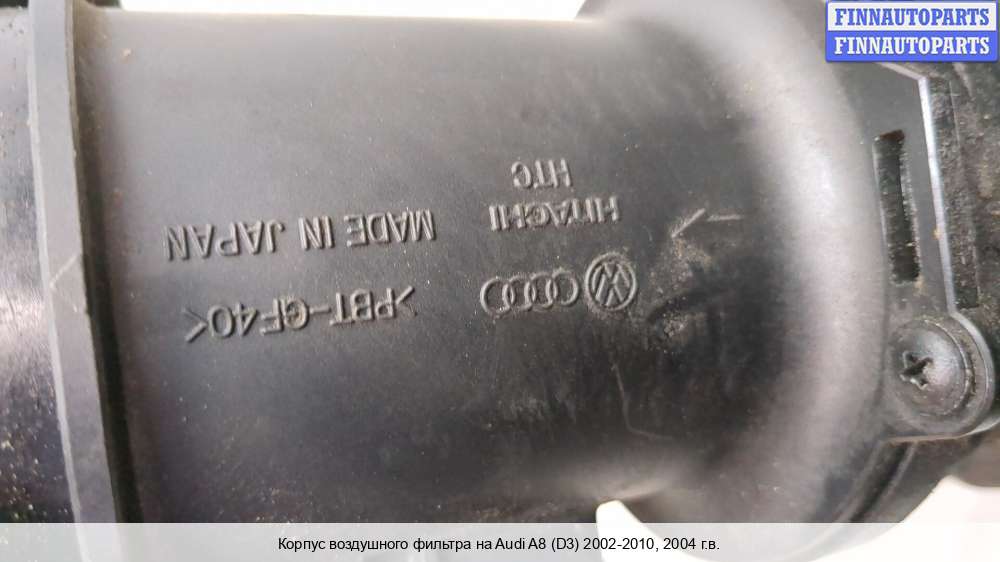 FINNAUTOPARTS
FINNAUTOPARTS
>PBT-GF40<
HITACHI MADE IN JAPAN
HTC
Корпус воздушного фильтра на Audi A8 (D3) 2002-2010, 2004 г.в.